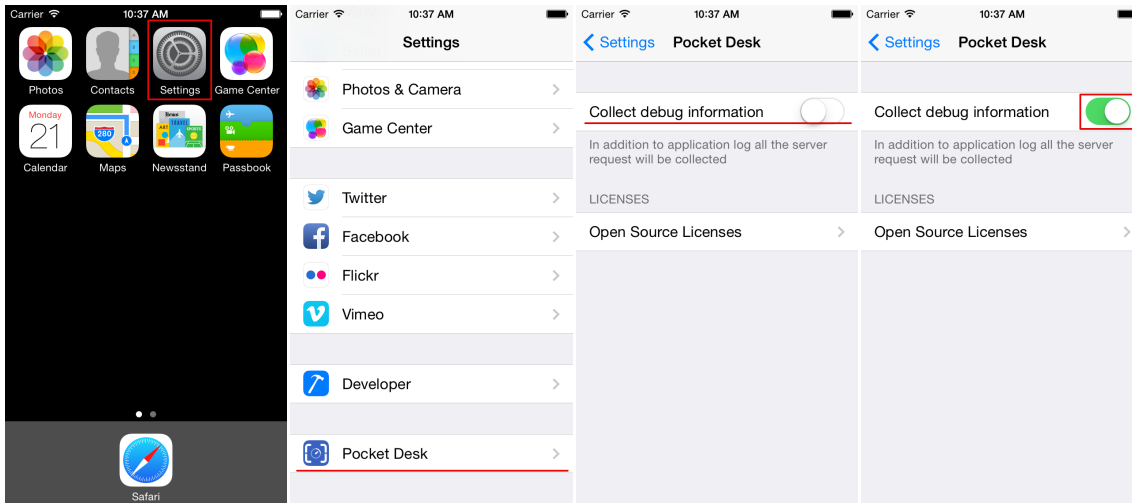 Carrier 10:37 AM
Photos Contacts Settings Game Center
Monday
21
280
ART TRAVEL SPORTS
Calendar Maps Newsstand Passbook
Safari
Carrier 10:37 AM
Settings
Photos & Camera
Game Center
Twitter
Facebook
Flickr
Vimeo
Developer
Pocket Desk
Carrier 10:37 AM
Settings Pocket Desk
Collect debug information
In addition to application log all the server
request will be collected
LICENSES
Open Source Licenses
Carrier 10:37 AM
Settings Pocket Desk
Collect debug information
In addition to application log all the server
request will be collected
LICENSES
Open Source Licenses